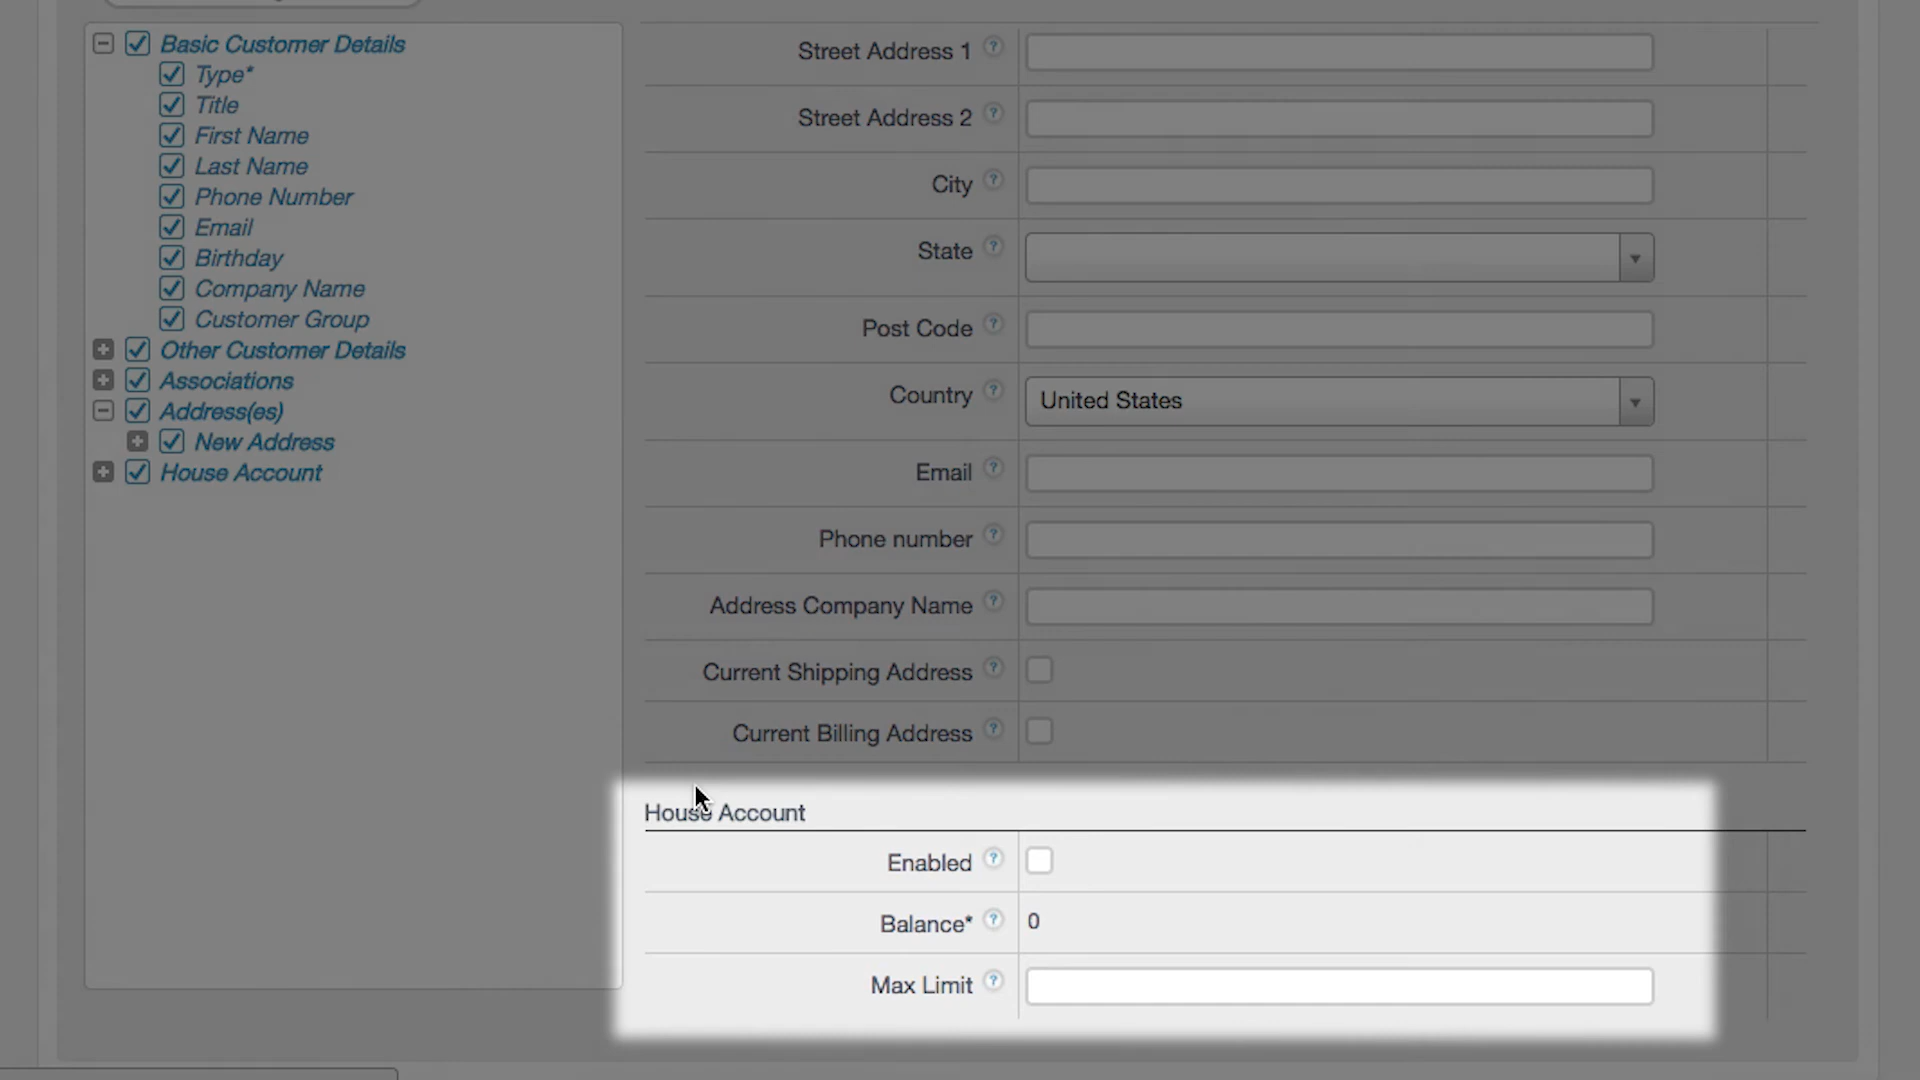 Basic Customer Details
Type*
Title
First Name
Last Name
Phone Number
Email
Birthday
Company Name
Customer Group
Other Customer Details
Associations
Address(es)
New Address
House Account
Street Address 1 ?
Street Address 2 ?
City ?
State ?
Post Code ?
Country ? United States
Email ?
Phone number ?
Address Company Name ?
Current Shipping Address ?
Current Billing Address ?
House Account
Enabled ?
Balance* ? 0
Max Limit ?